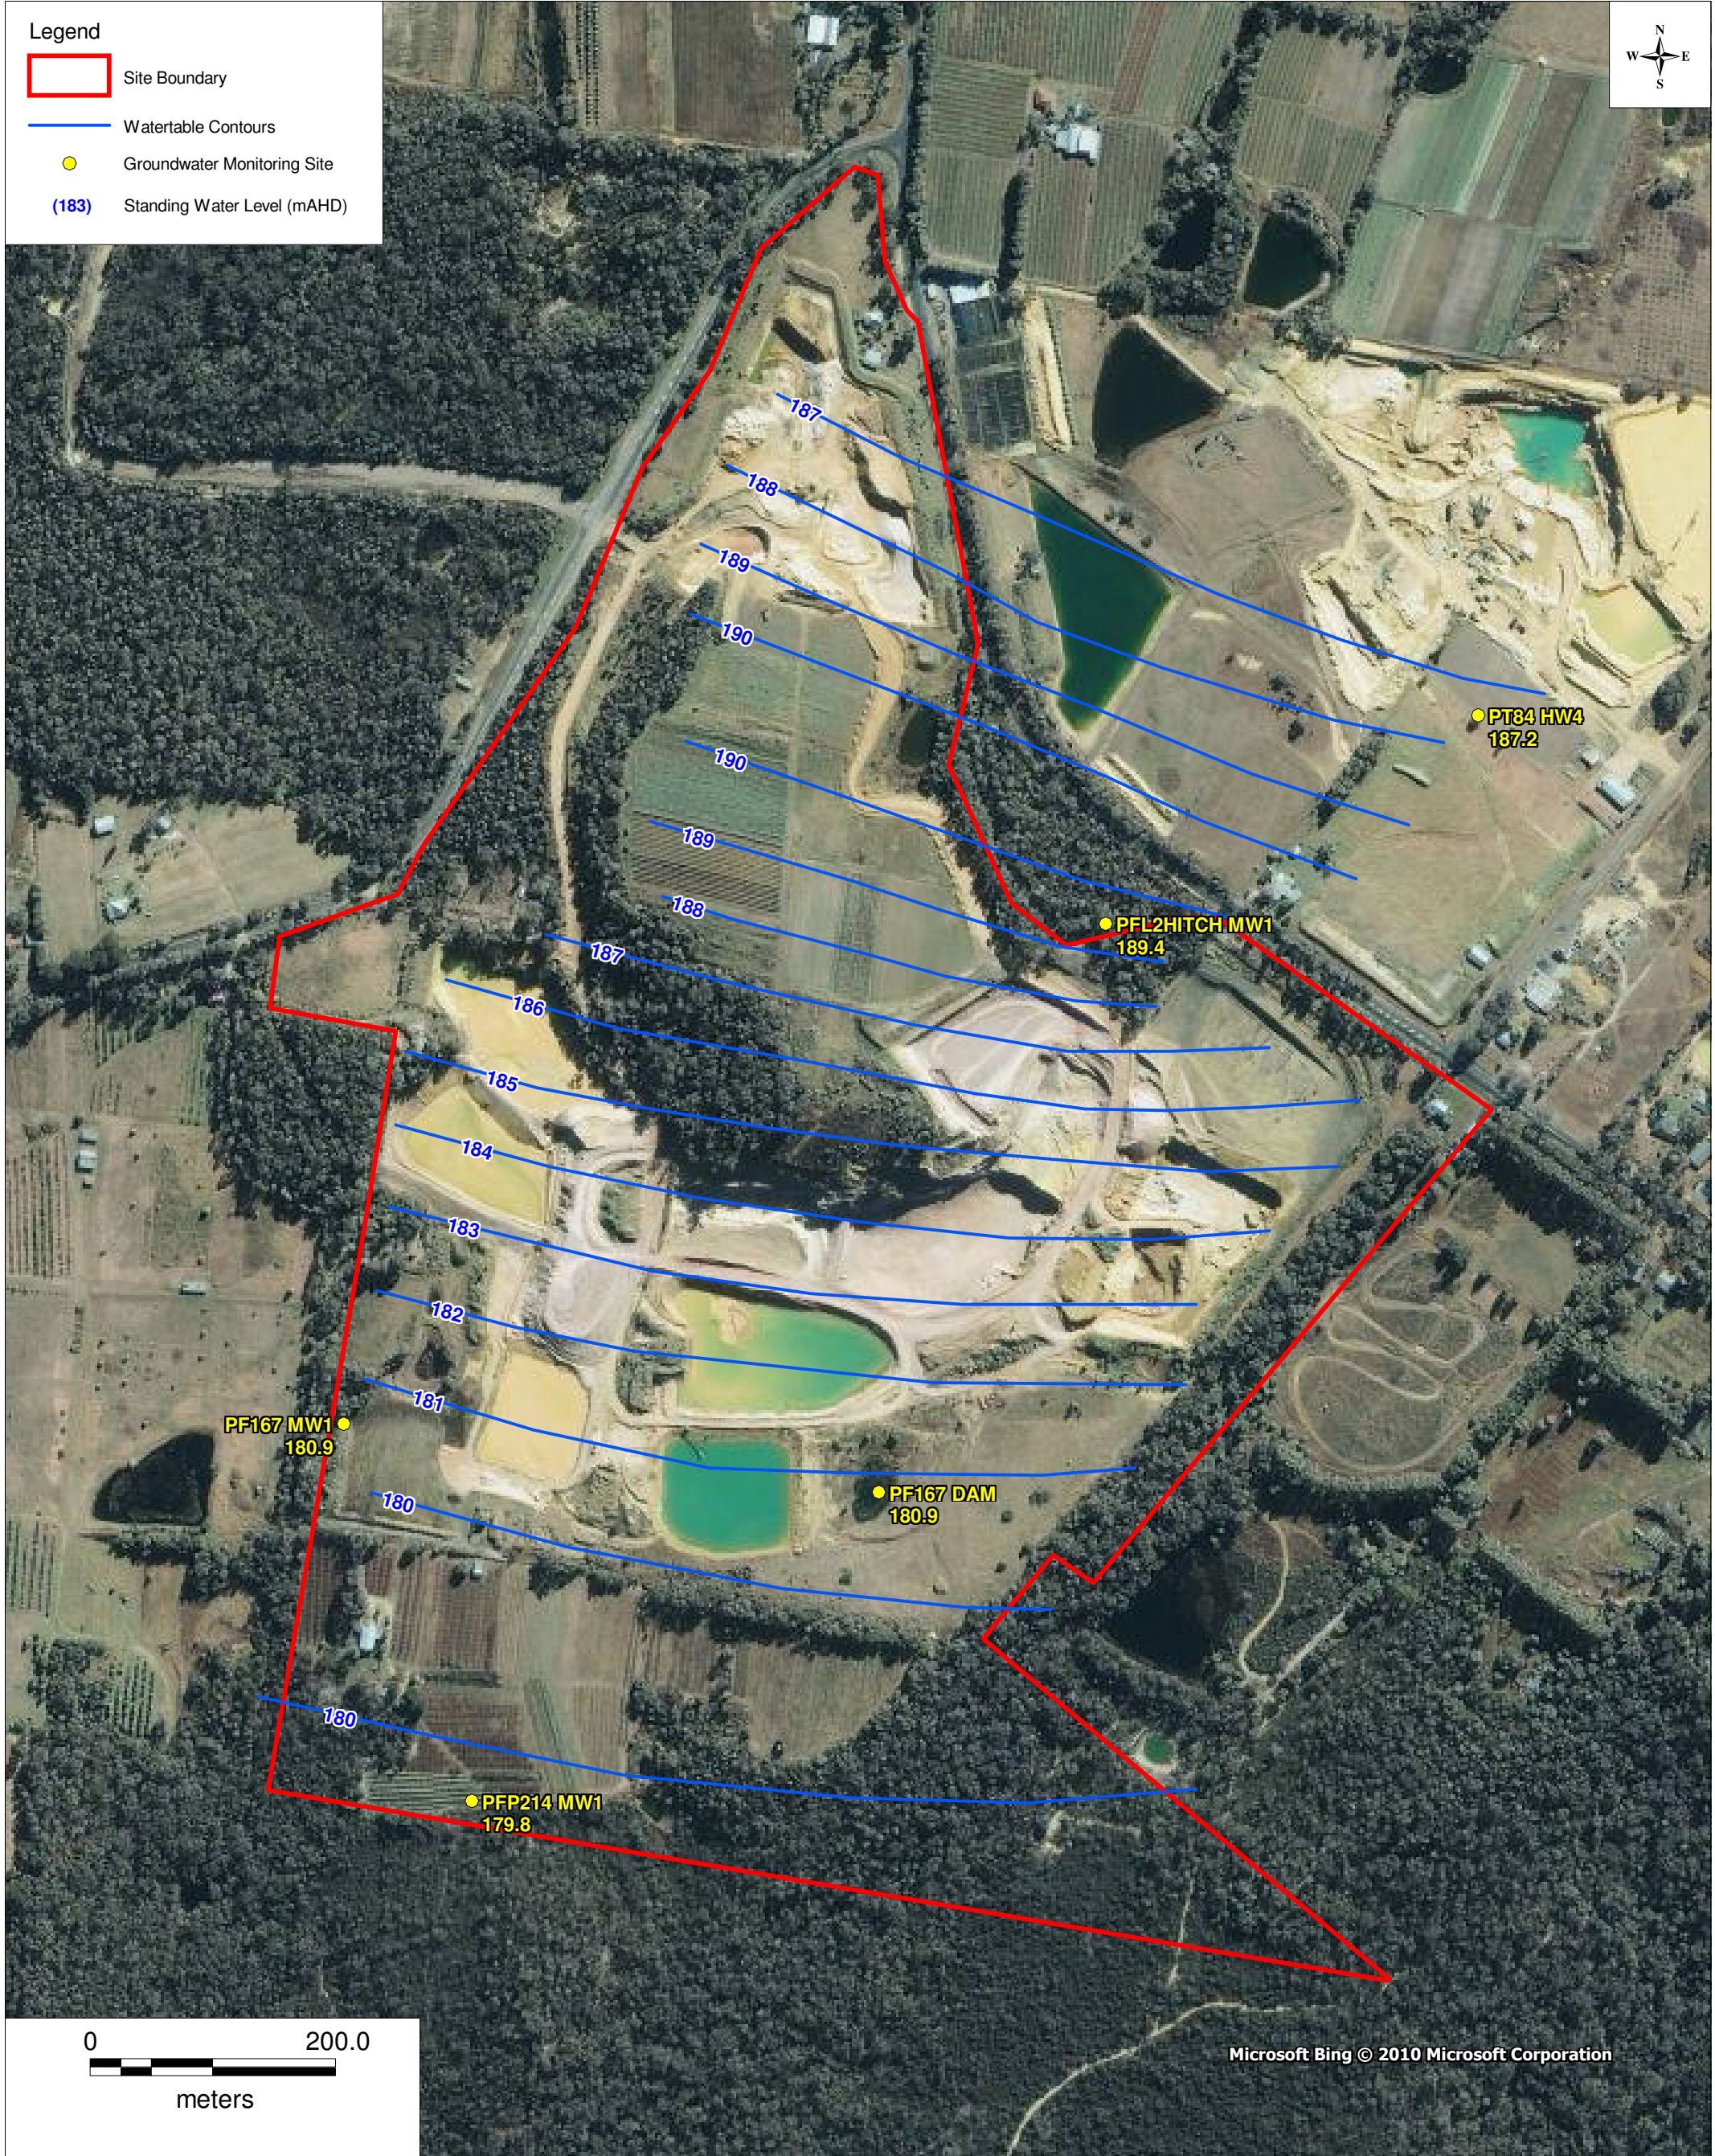 Legend
Site Boundary
Watertable Contours
Groundwater Monitoring Site
(183) Standing Water Level (mAHD)
N
W E
S
187
188
189
190
PT84 HW4
187.2
190
189
188
PFL2HITCH MW1
189.4
187
186
185
184
183
182
181
PF167 MW1
180.9
180
PF167 DAM
180.9
180
PFP214 MW1
179.8
0 200.0
meters
Microsoft Bing © 2010 Microsoft Corporation